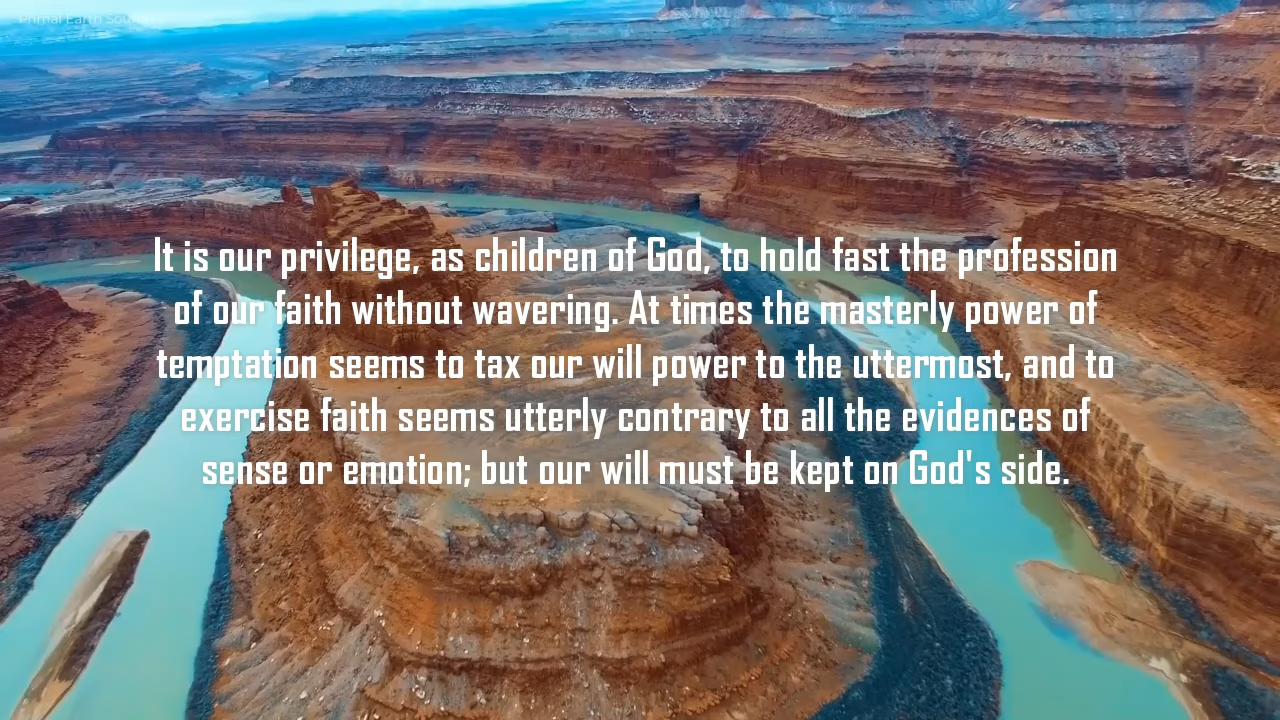 Primal Earth Sounds
It is our privilege, as children of God, to hold fast the profession
of our faith without wavering. At times the masterly power of
temptation seems to tax our will power to the uttermost, and to
exercise faith seems utterly contrary to all the evidences of
sense or emotion; but our will must be kept on God's side.